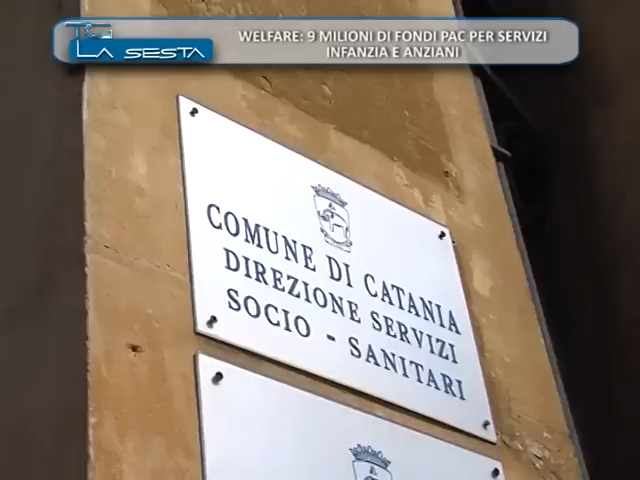 TG
LA SESTA
WELFARE: 9 MILIONI DI FONDI PAC PER SERVIZI
INFANZIA E ANZIANI
COMUNE DI CATANIA
DIREZIONE SERVIZI
SOCIO - SANITARI